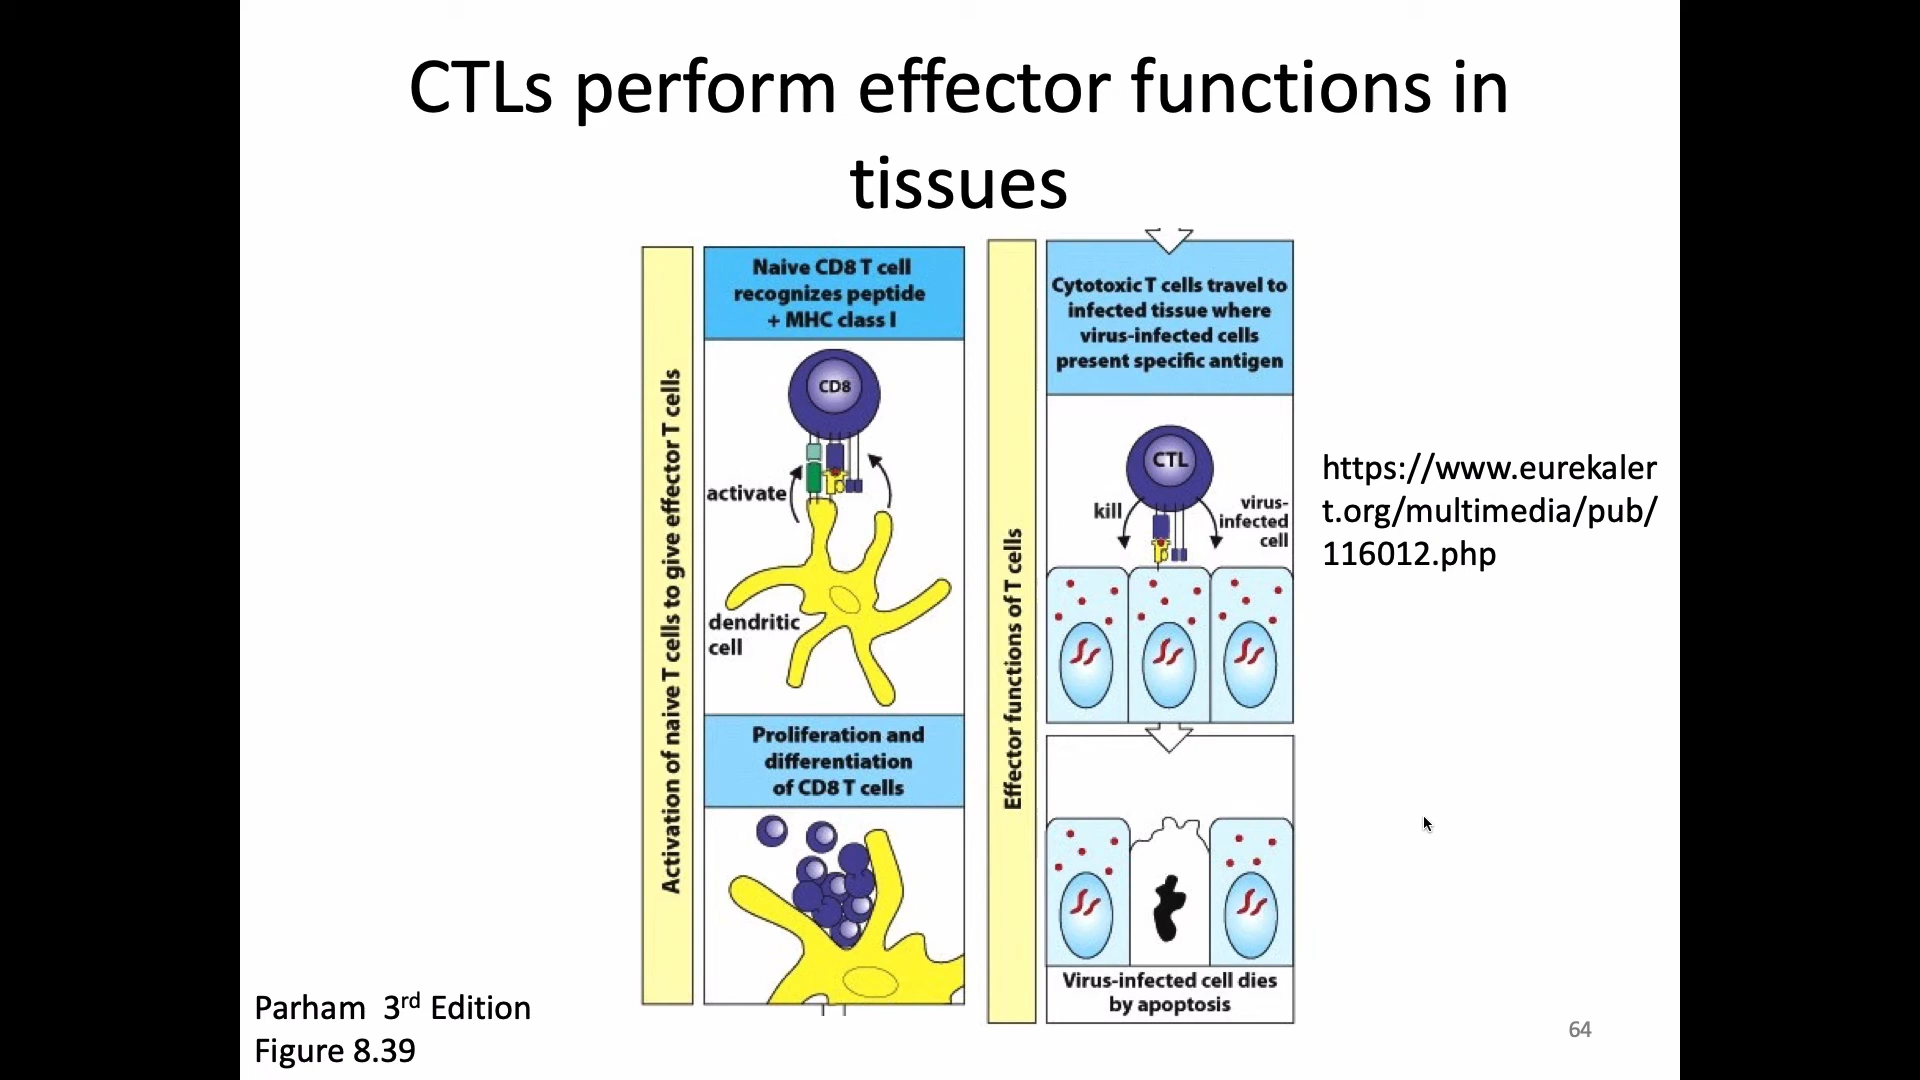 CTLs perform effector functions in
tissues
Activation of naive T cells to give effector T cells
Naive CD8 T cell
recognizes peptide
+ MHC class I
CD8
activate
dendritic
cell
Proliferation and
differentiation
of CD8 T cells
Effector functions of T cells
Cytotoxic T cells travel to
infected tissue where
virus-infected cells
present specific antigen
CTL
kill
virus-
infected
cell
Virus-infected cell dies
by apoptosis
https://www.eurekaler
t.org/multimedia/pub/
116012.php
Parham 3rd Edition
Figure 8.39
64